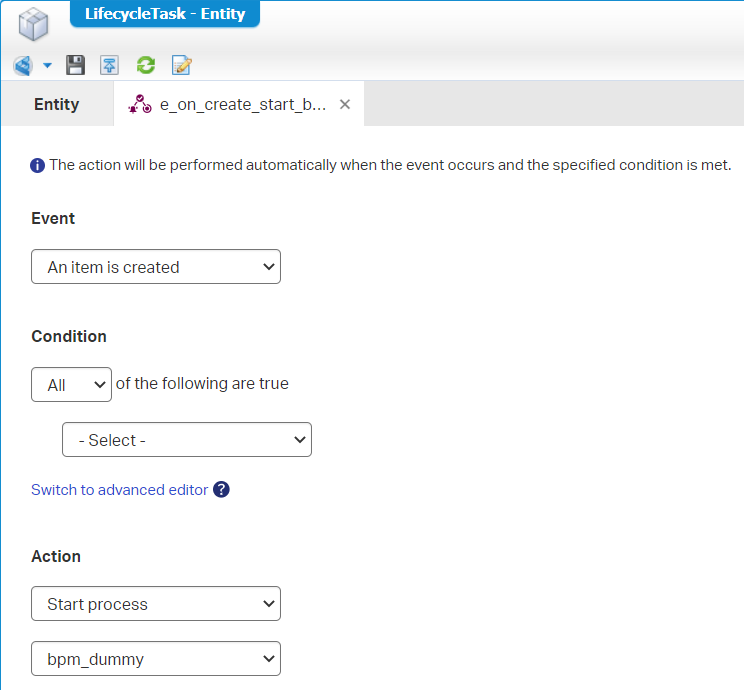 LifecycleTask - Entity
Entity e_on_create_start_b...
The action will be performed automatically when the event occurs and the specified condition is met.
Event
An item is created
Condition
All of the following are true
- Select -
Switch to advanced editor ?
Action
Start process
bpm_dummy